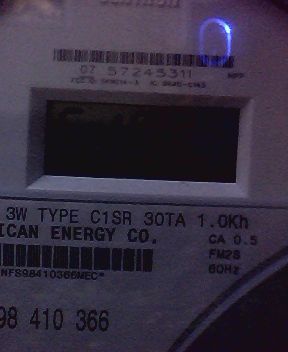 07 57245311
3W TYPE C1SR 30TA 1.0Kh
ICAN ENERGY CO.
CA 0.5
FM2S
60Hz
NFS98410366MEC*
98 410 366